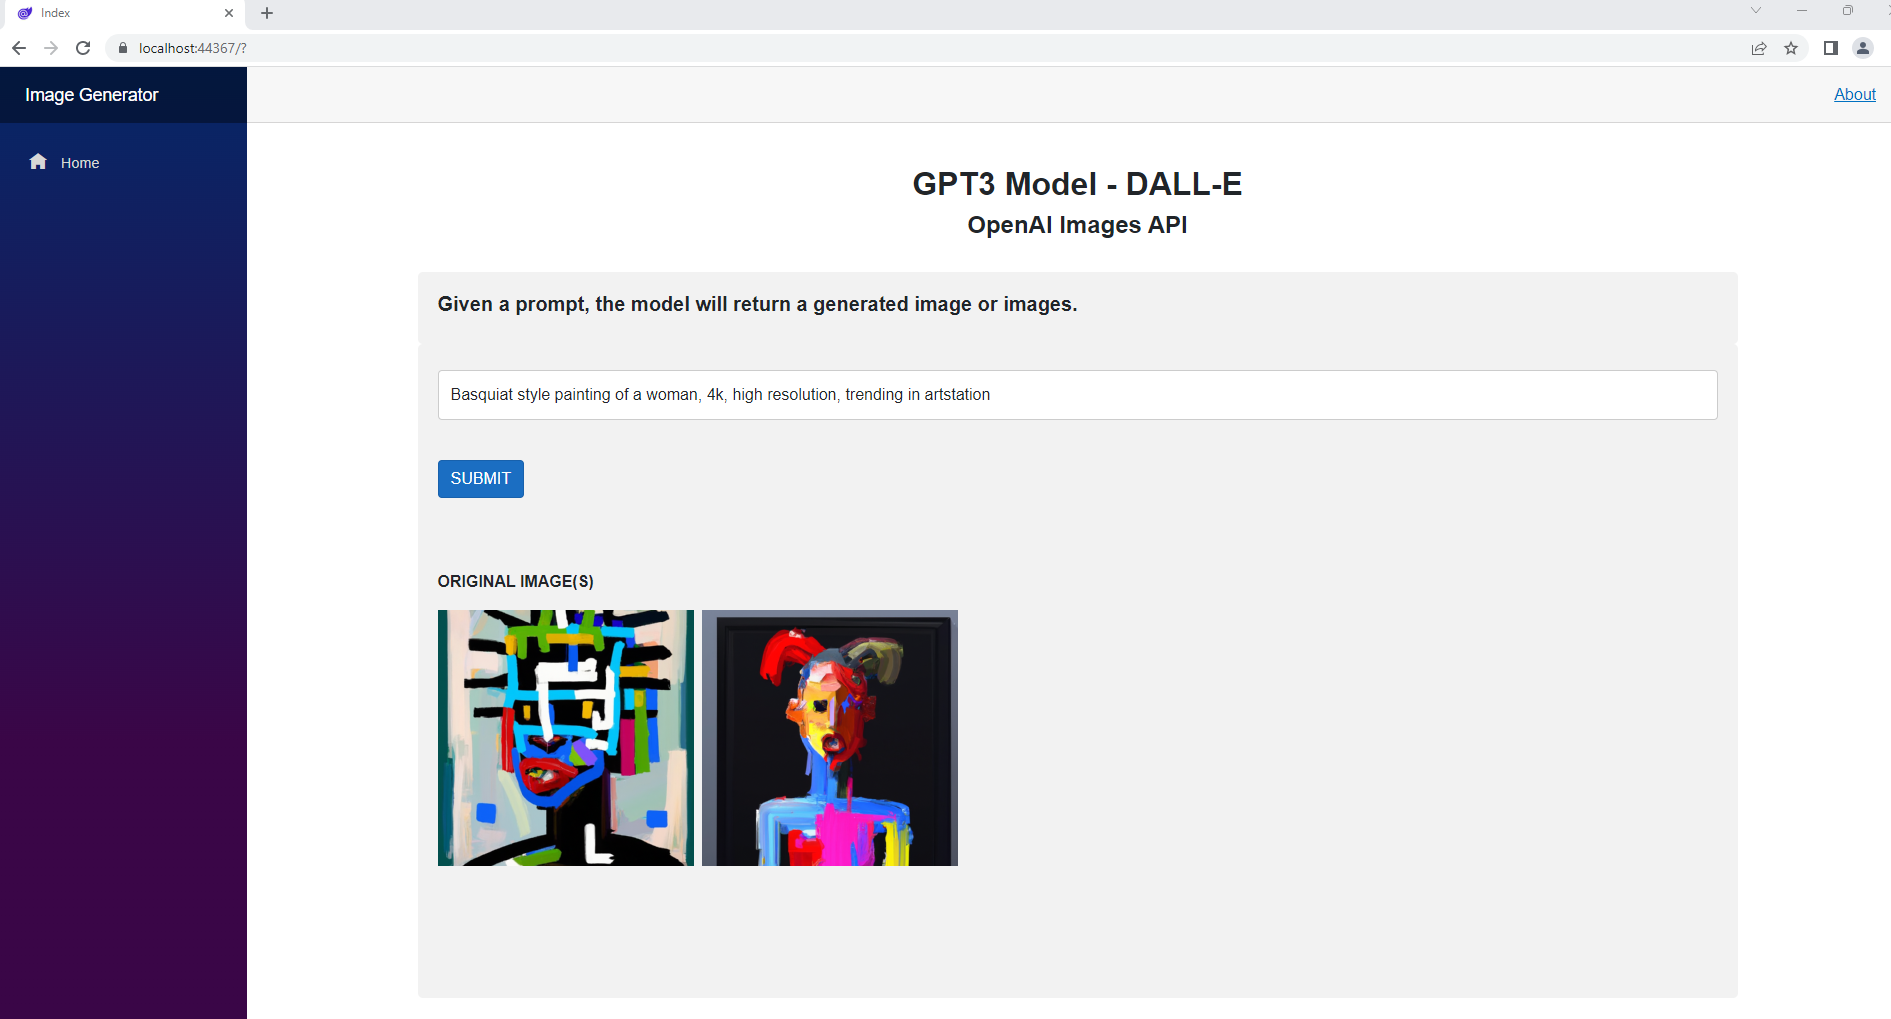 Index
localhost:44367/?
Image Generator
About
Home
GPT3 Model - DALL-E
OpenAI Images API
Given a prompt, the model will return a generated image or images.
Basquiat style painting of a woman, 4k, high resolution, trending in artstation
SUBMIT
ORIGINAL IMAGE(S)